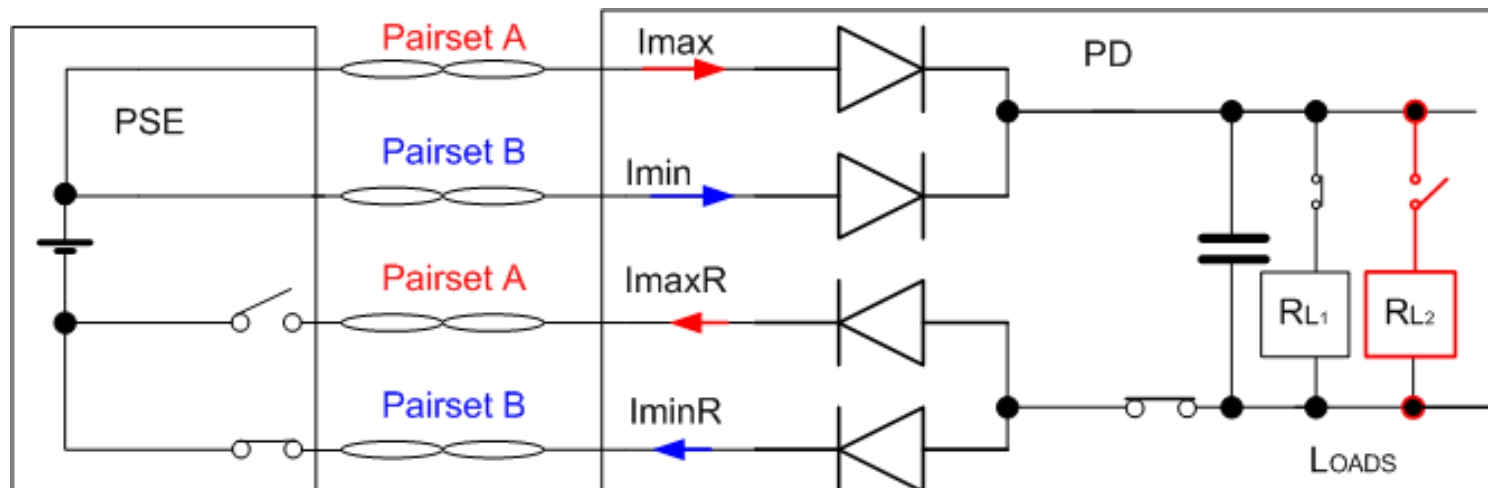 Pairset A
Imax
PD
PSE
Pairset B
Imin
Pairset A
ImaxR
RL1
RL2
Pairset B
IminR
LOADS